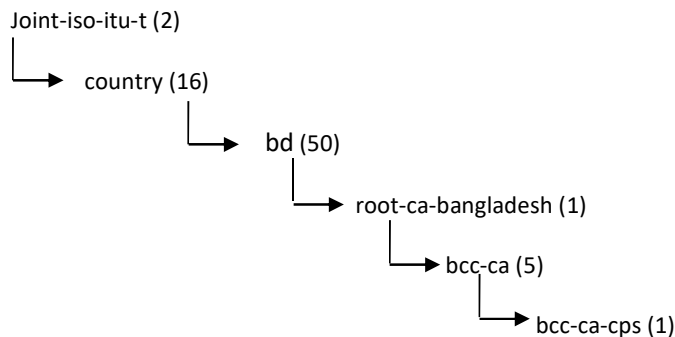 Joint-iso-itu-t (2)
country (16)
bd (50)
root-ca-bangladesh (1)
bcc-ca (5)
bcc-ca-cps (1)